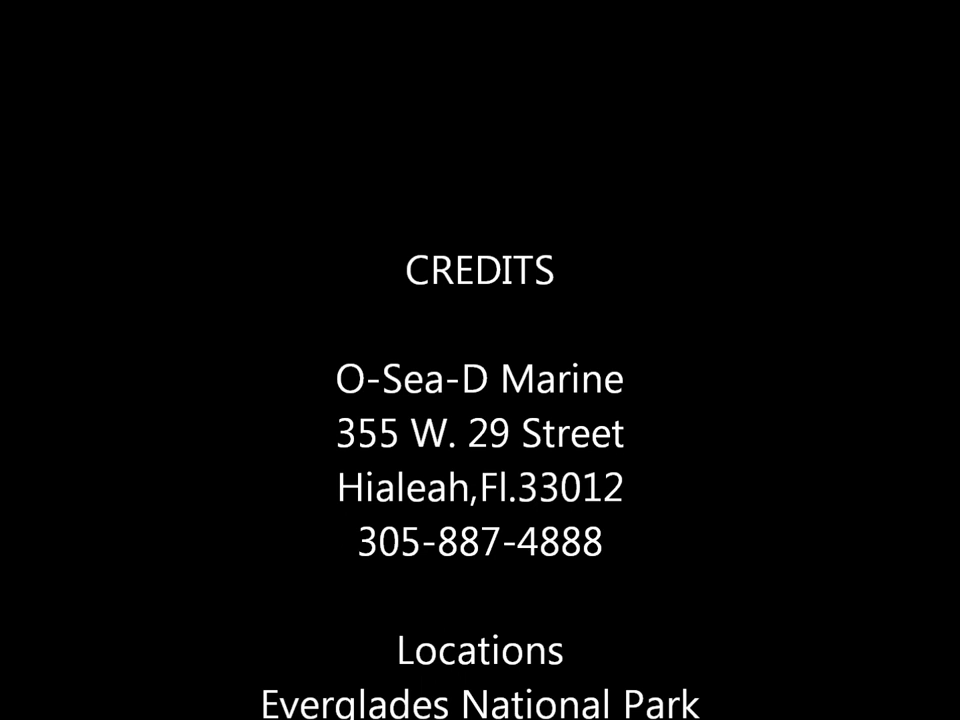 CREDITS
O-Sea-D Marine
355 W. 29 Street
Hialeah,Fl.33012
305-887-4888
Locations
Everglades National Park